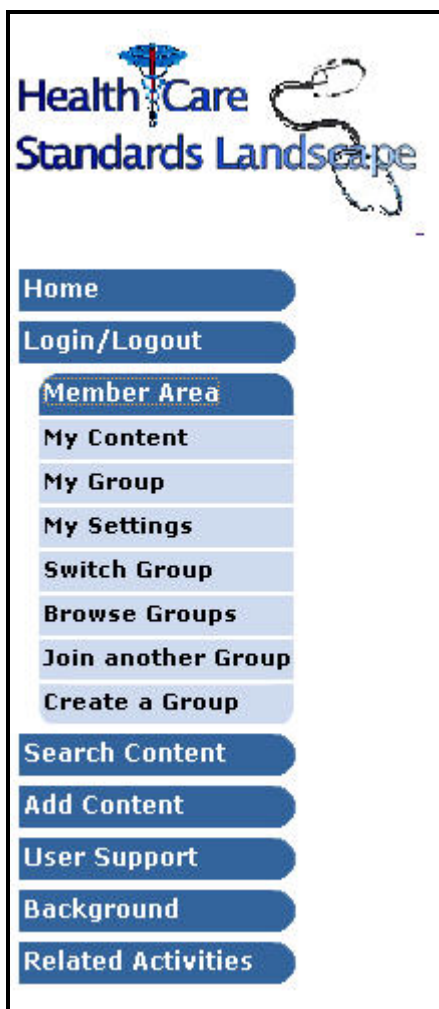 Health Care
Standards Landscape
Home
Login/Logout
Member Area
My Content
My Group
My Settings
Switch Group
Browse Groups
Join another Group
Create a Group
Search Content
Add Content
User Support
Background
Related Activities